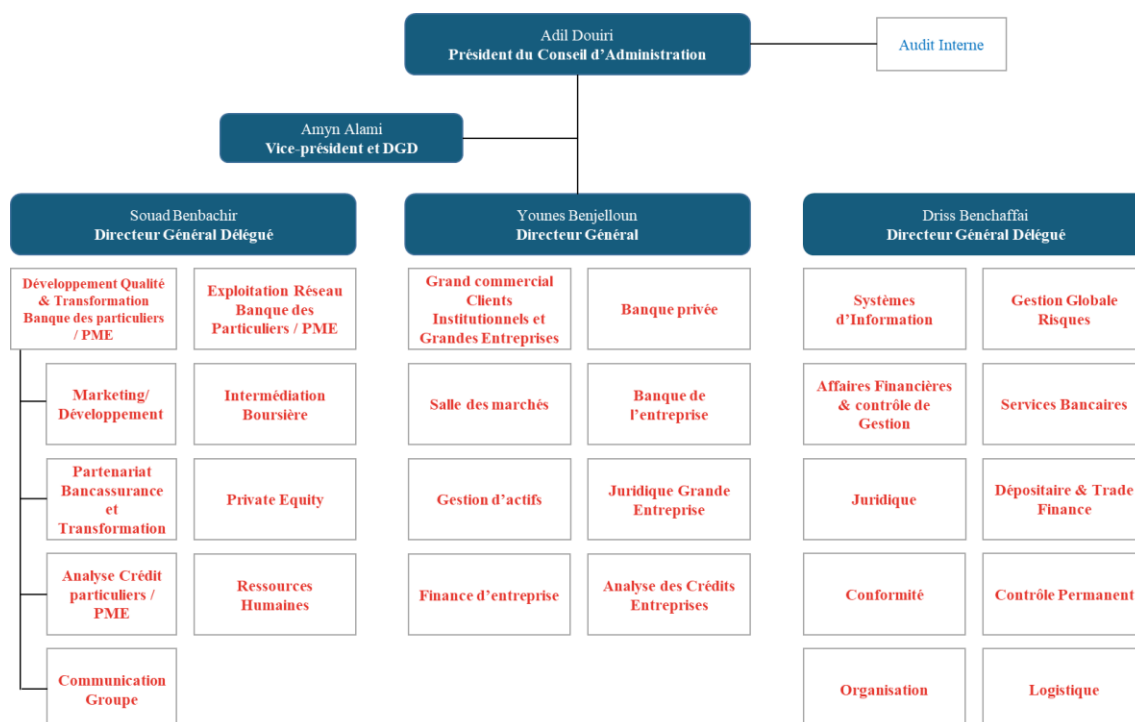 Adil Douiri
Président du Conseil d’Administration
Audit Interne
Amyn Alami
Vice-président et DGD
Souad Benbachir
Directeur Général Délégué
Younes Benjelloun
Directeur Général
Driss Benchaffai
Directeur Général Délégué
Développement Qualité
& Transformation
Banque des particuliers
/ PME
Exploitation Réseau
Banque des
Particuliers / PME
Marketing/
Développement
Intermédiation
Boursière
Partenariat
Bancassurance
et
Transformation
Private Equity
Analyse Crédit
particuliers /
PME
Ressources
Humaines
Communication
Groupe
Grand commercial
Clients
Institutionnels et
Grandes Entreprises
Banque privée
Salle des marchés
Banque de
l’entreprise
Gestion d’actifs
Juridique Grande
Entreprise
Finance d’entreprise
Analyse des Crédits
Entreprises
Systèmes
d’Information
Gestion Globale
Risques
Affaires Financières
& contrôle de
Gestion
Services Bancaires
Juridique
Dépositaire & Trade
Finance
Conformité
Contrôle Permanent
Organisation
Logistique